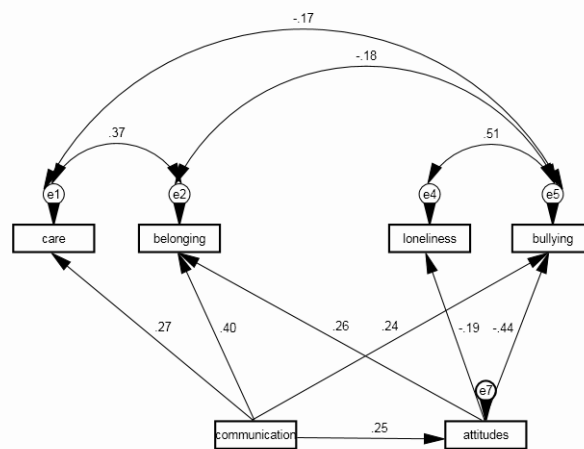 -.17
-.18
.37
.51
e1
e2
e4
e5
care
belonging
loneliness
bullying
.27
.40
.26
.24
-.19
-.44
e7
communication
.25
attitudes